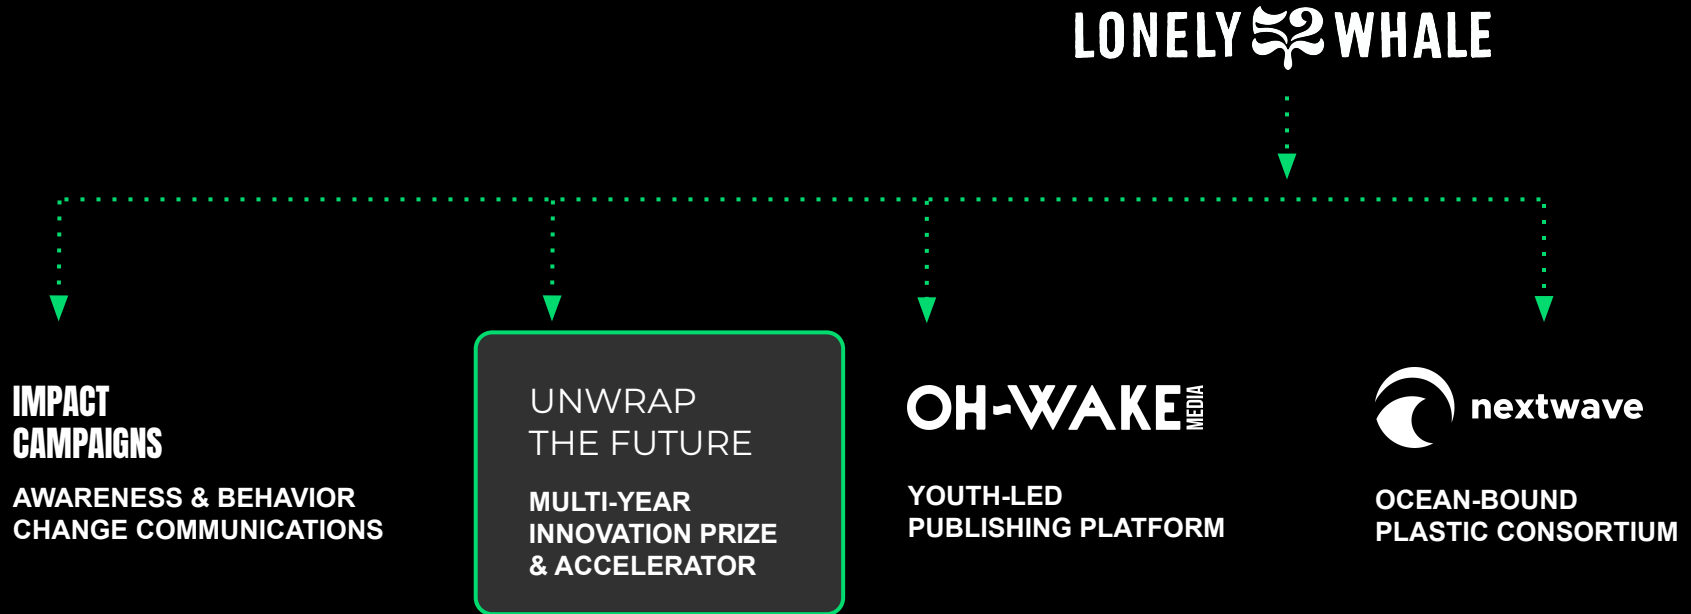 LONELY 52 WHALE
IMPACT
CAMPAIGNS
AWARENESS & BEHAVIOR
CHANGE COMMUNICATIONS
UNWRAP
THE FUTURE
MULTI-YEAR
INNOVATION PRIZE
& ACCELERATOR
OH-WAKE MEDIA
YOUTH-LED
PUBLISHING PLATFORM
nextwave
OCEAN-BOUND
PLASTIC CONSORTIUM